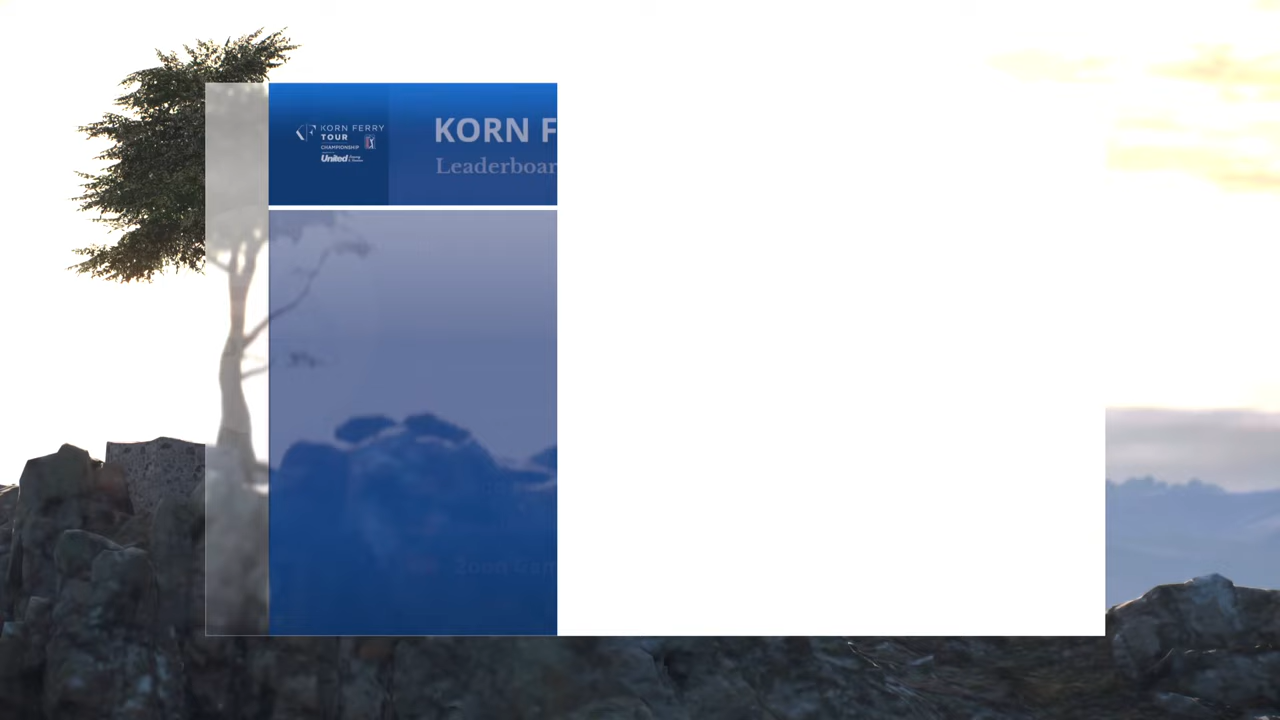 KORN FERRY
TOUR
CHAMPIONSHIP
United
KORN F
Leaderboar